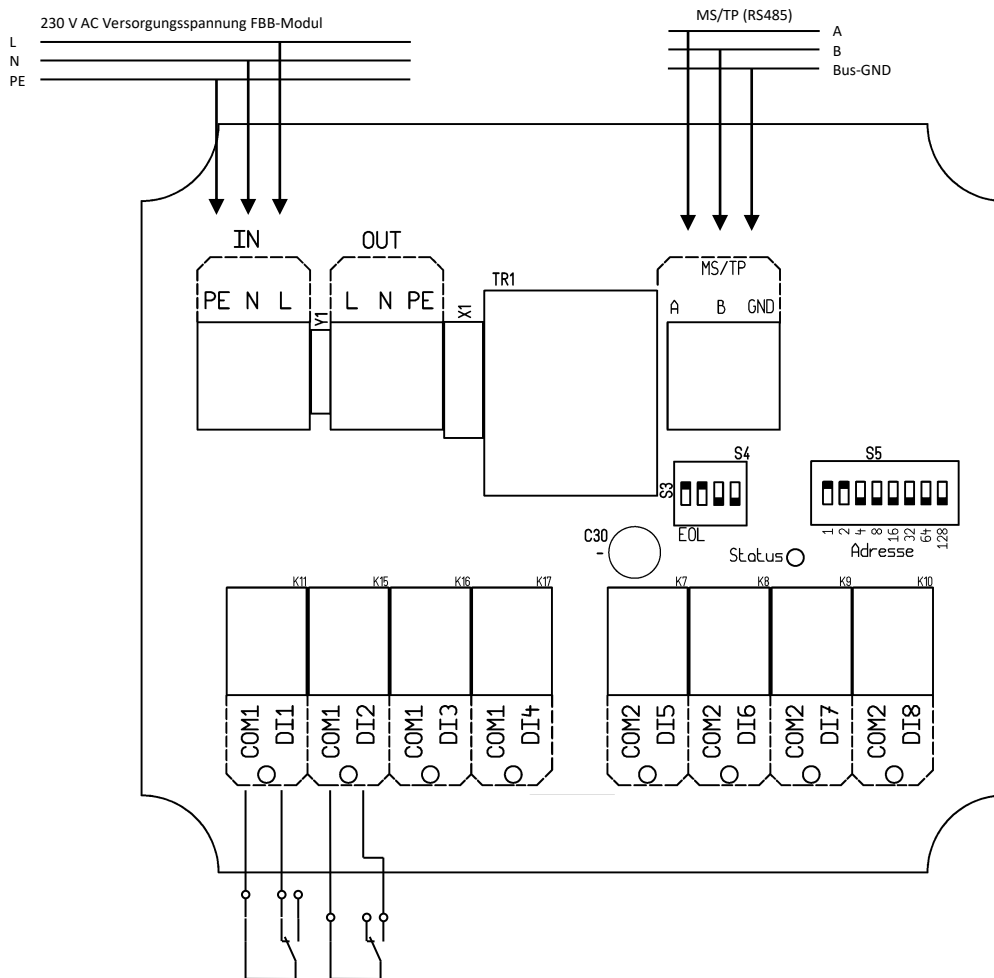 230 V AC Versorgungsspannung FBB-Modul
L
N
PE
MS/TP (RS485)
A
B
Bus-GND
IN
OUT
PE N L
Y1
L N PE
X1
TR1
MS/TP
A B GND
S3
S4
EOL
S5
1 2 4 8 16 32 64 128
Adresse
C30
-
Status
K11 K15 K16 K17
K7 K8 K9 K10
COM1 DI1
COM1 DI2
COM1 DI3
COM1 DI4
COM2 DI5
COM2 DI6
COM2 DI7
COM2 DI8